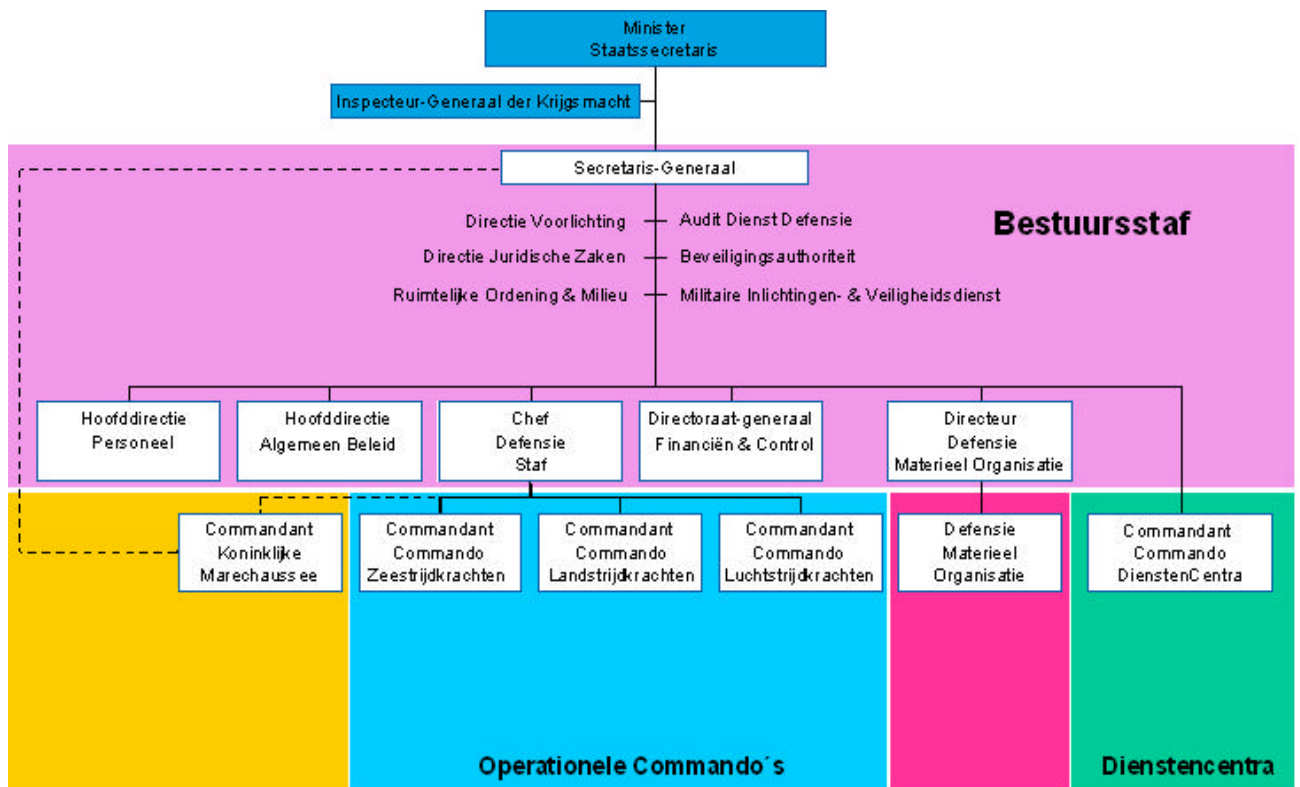 Minister
Staatssecretaris
Inspecteur-Generaal der Krijgsmacht
Secretaris-Generaal
Directie Voorlichting
Audit Dienst Defensie
Bestuursstaf
Directie Juridische Zaken
Beveiligingsauthoriteit
Ruimtelijke Ordening & Milieu
Militaire Inlichtingen- & Veiligheidsdienst
Hoofddirectie
Personeel
Hoofddirectie
Algemeen Beleid
Chef
Defensie
Staf
Directoraat-generaal
Financiën & Control
Directeur
Defensie
Materieel Organisatie
Commandant
Koninklijke
Marechaussee
Commandant
Commando
Zeestrijdkrachten
Commandant
Commando
Landstrijdkrachten
Commandant
Commando
Luchtstrijdkrachten
Defensie
Materieel
Organisatie
Commandant
Commando
DienstenCentra
Operationele Commando´s
Dienstencentra